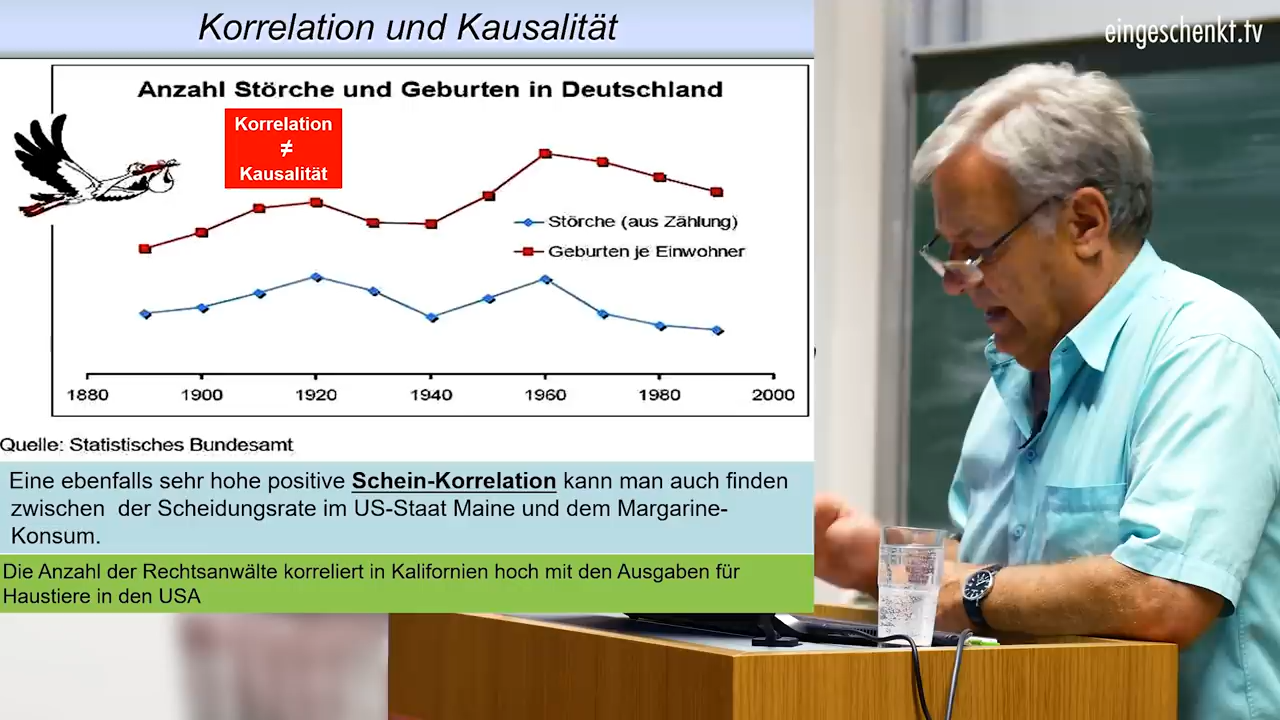 Korrelation und Kausalität
eingeschenkt.tv
Anzahl Störche und Geburten in Deutschland
Korrelation
≠
Kausalität
Störche (aus Zählung)
Geburten je Einwohner
1880 1900 1920 1940 1960 1980 2000
Quelle: Statistisches Bundesamt
Eine ebenfalls sehr hohe positive Schein-Korrelation kann man auch finden
zwischen der Scheidungsrate im US-Staat Maine und dem Margarine-
Konsum.
Die Anzahl der Rechtsanwälte korreliert in Kalifornien hoch mit den Ausgaben für
Haustiere in den USA